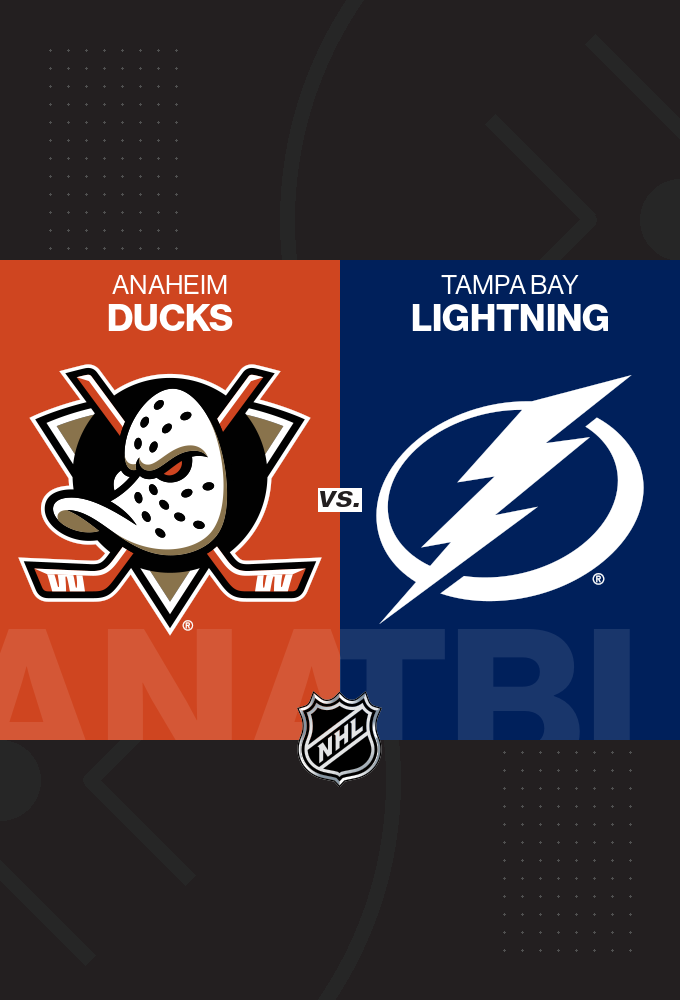 ANAHEIM
DUCKS
TAMPA BAY
LIGHTNING
vs.
®
®
ANA
TBL
NHL